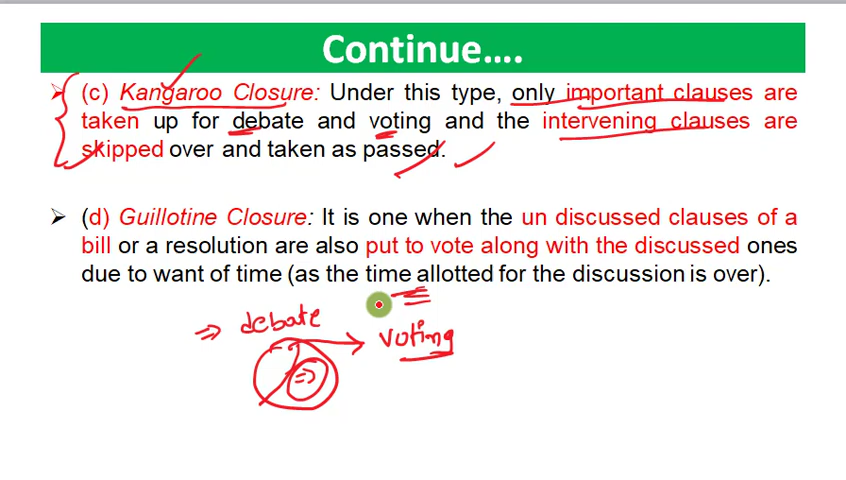 Continue….
➢ (c) Kangaroo Closure: Under this type, only important clauses are
taken up for debate and voting and the intervening clauses are
skipped over and taken as passed.
➢ (d) Guillotine Closure: It is one when the un discussed clauses of a
bill or a resolution are also put to vote along with the discussed ones
due to want of time (as the time allotted for the discussion is over).
⇒ debate → voting